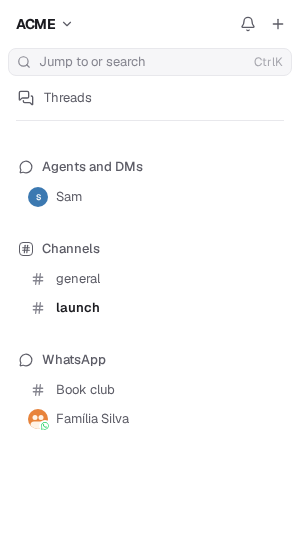 ACME
Jump to or search CtrlK
Threads
Agents and DMs
S Sam
Channels
general
launch
WhatsApp
Book club
Família Silva